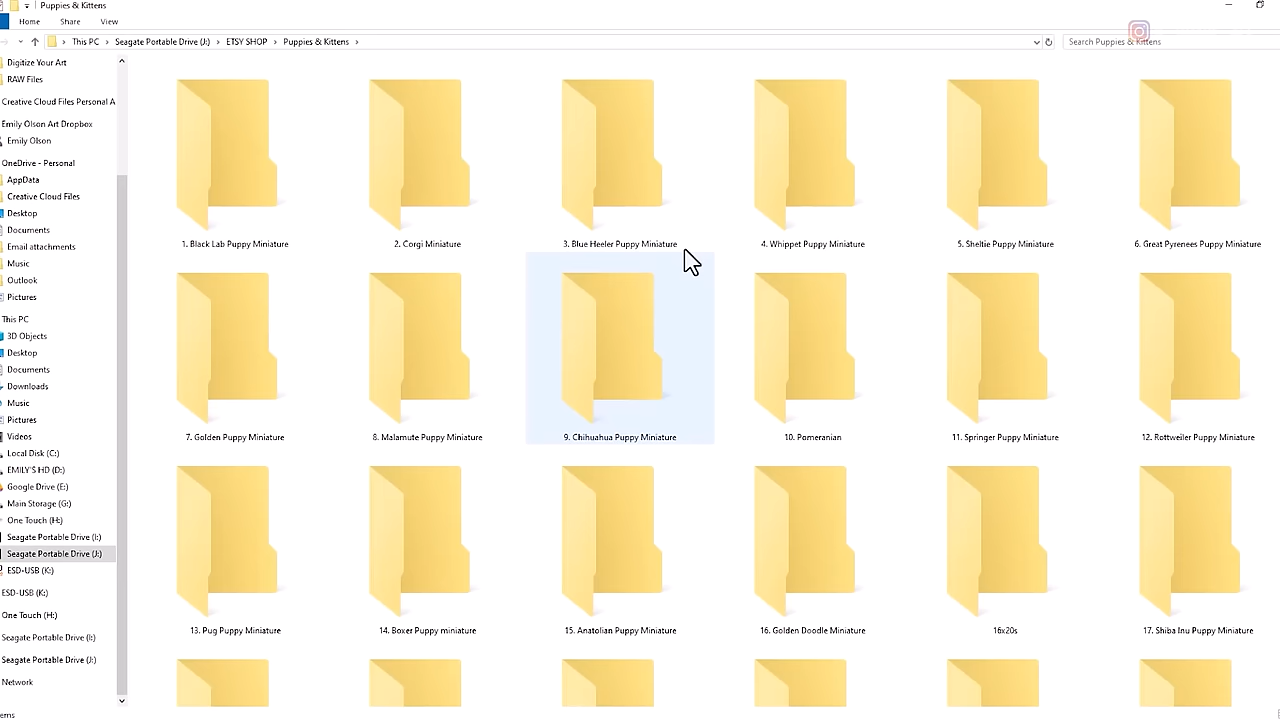 Puppies & Kittens
Home Share View
This PC Seagate Portable Drive (J:) ETSY SHOP Puppies & Kittens
Search Puppies & Kittens
Digitize Your Art
RAW Files
Creative Cloud Files Personal A
Emily Olson Art Dropbox
Emily Olson
OneDrive - Personal
AppData
Creative Cloud Files
Desktop
Documents
Email attachments
Music
Outlook
Pictures
This PC
3D Objects
Desktop
Documents
Downloads
Music
Pictures
Videos
Local Disk (C:)
EMILY'S HD (D:)
Google Drive (E:)
Main Storage (G:)
One Touch (H:)
Seagate Portable Drive (I:)
Seagate Portable Drive (J:)
ESD-USB (K:)
ESD-USB (K:)
One Touch (H:)
Seagate Portable Drive (I:)
Seagate Portable Drive (J:)
Network
1. Black Lab Puppy Miniature
2. Corgi Miniature
3. Blue Heeler Puppy Miniature
4. Whippet Puppy Miniature
5. Sheltie Puppy Miniature
6. Great Pyrenees Puppy Miniature
7. Golden Puppy Miniature
8. Malamute Puppy Miniature
9. Chihuahua Puppy Miniature
10. Pomeranian
11. Springer Puppy Miniature
12. Rottweiler Puppy Miniature
13. Pug Puppy Miniature
14. Boxer Puppy miniature
15. Anatolian Puppy Miniature
16. Golden Doodle Miniature
16x20s
17. Shiba Inu Puppy Miniature